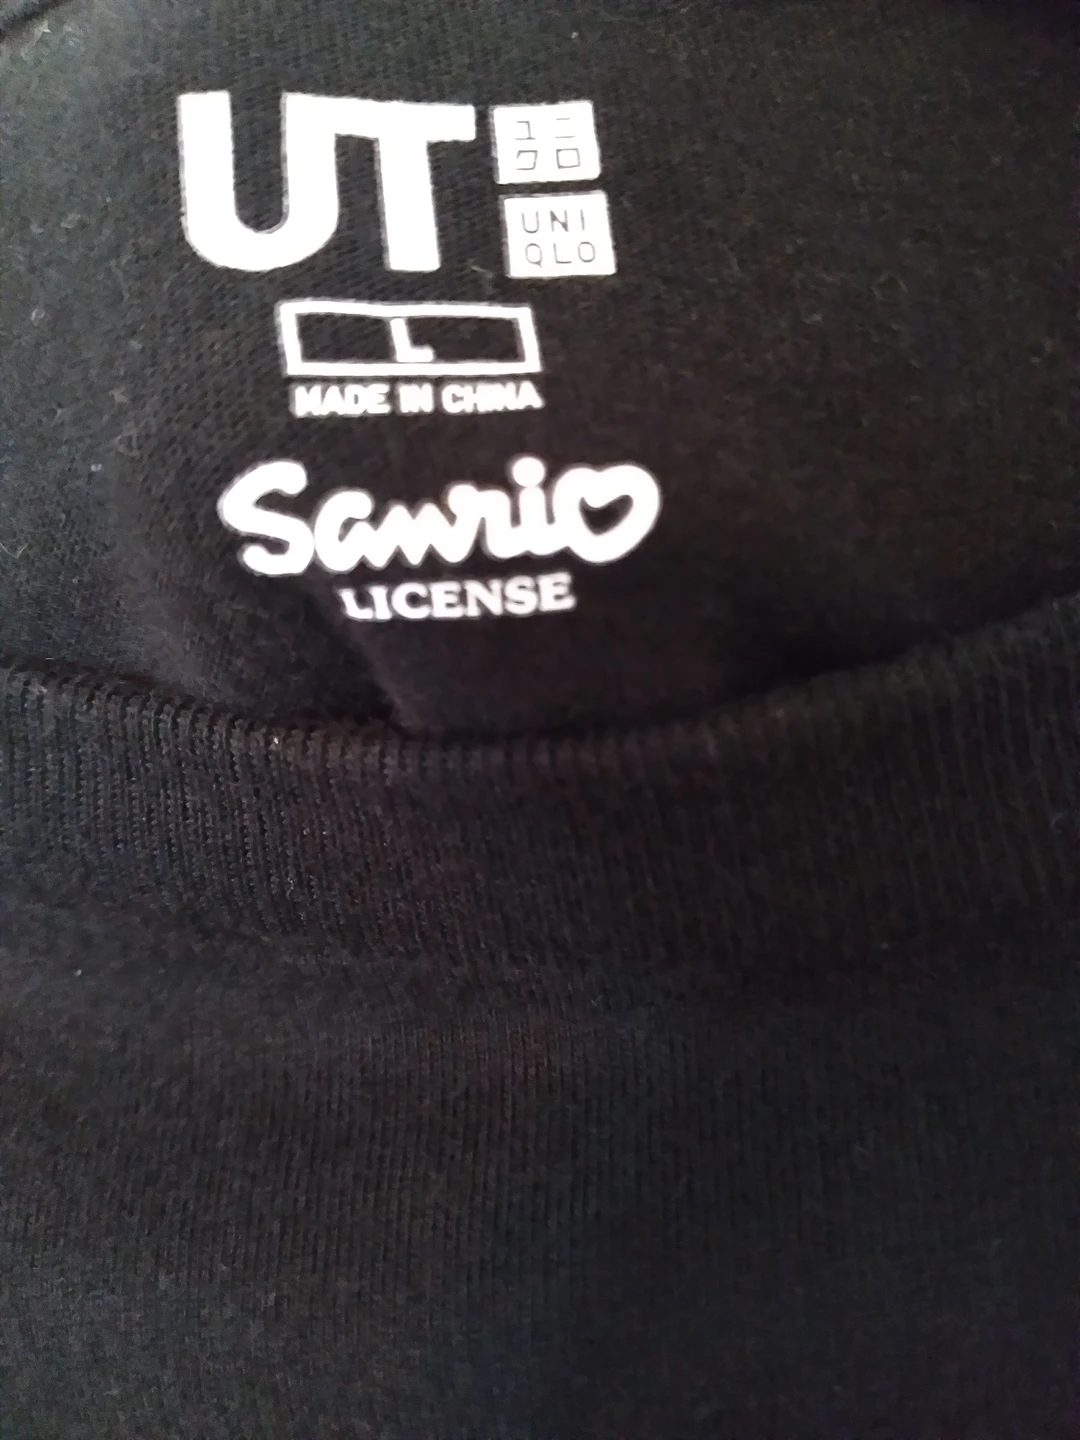 UT
ユニ
クロ
UNI
QLO
L
MADE IN CHINA
Sanrio
LICENSE